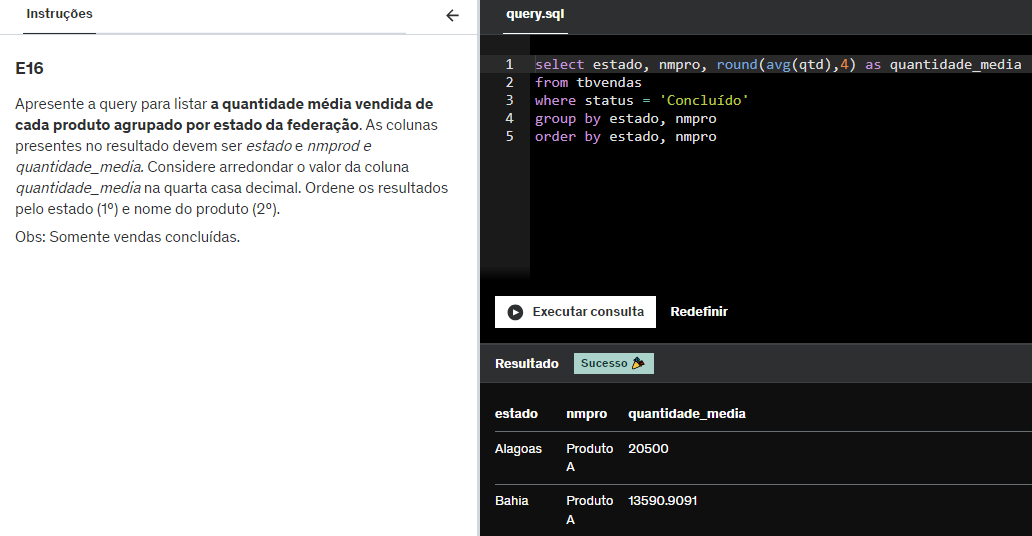 Instruções
E16
Apresente a query para listar a quantidade média vendida de
cada produto agrupado por estado da federação. As colunas
presentes no resultado devem ser estado e nmprod e
quantidade_media. Considere arredondar o valor da coluna
quantidade_media na quarta casa decimal. Ordene os resultados
pelo estado (1º) e nome do produto (2º).
Obs: Somente vendas concluídas.
query.sql
1 select estado, nmpro, round(avg(qtd),4) as quantidade_media
2 from tbvendas
3 where status = 'Concluído'
4 group by estado, nmpro
5 order by estado, nmpro
Executar consulta Redefinir
Resultado Sucesso
estado nmpro quantidade_media
Alagoas Produto 20500
A
Bahia Produto 13590.9091
A